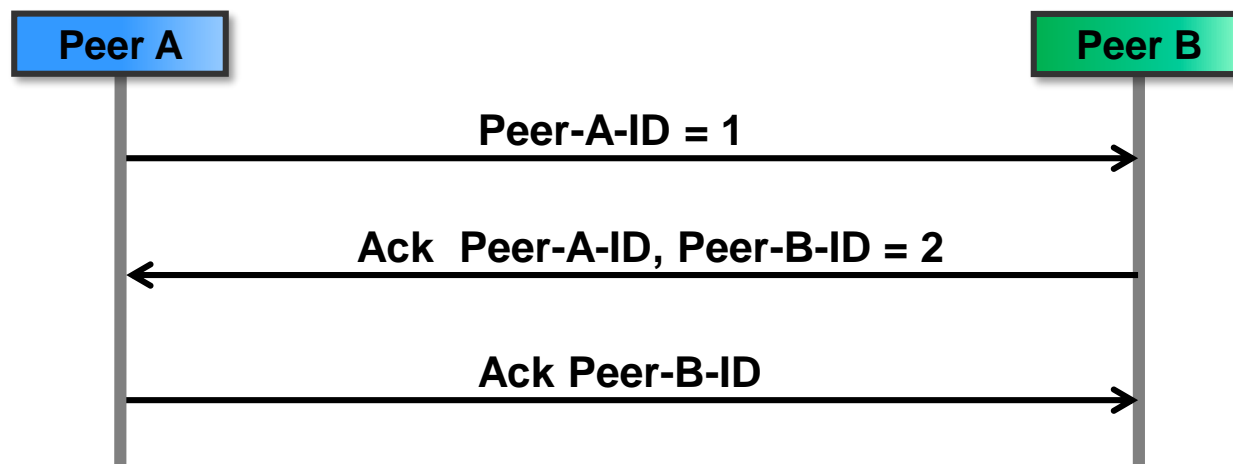 Peer A
Peer B
Peer-A-ID = 1
Ack Peer-A-ID, Peer-B-ID = 2
Ack Peer-B-ID